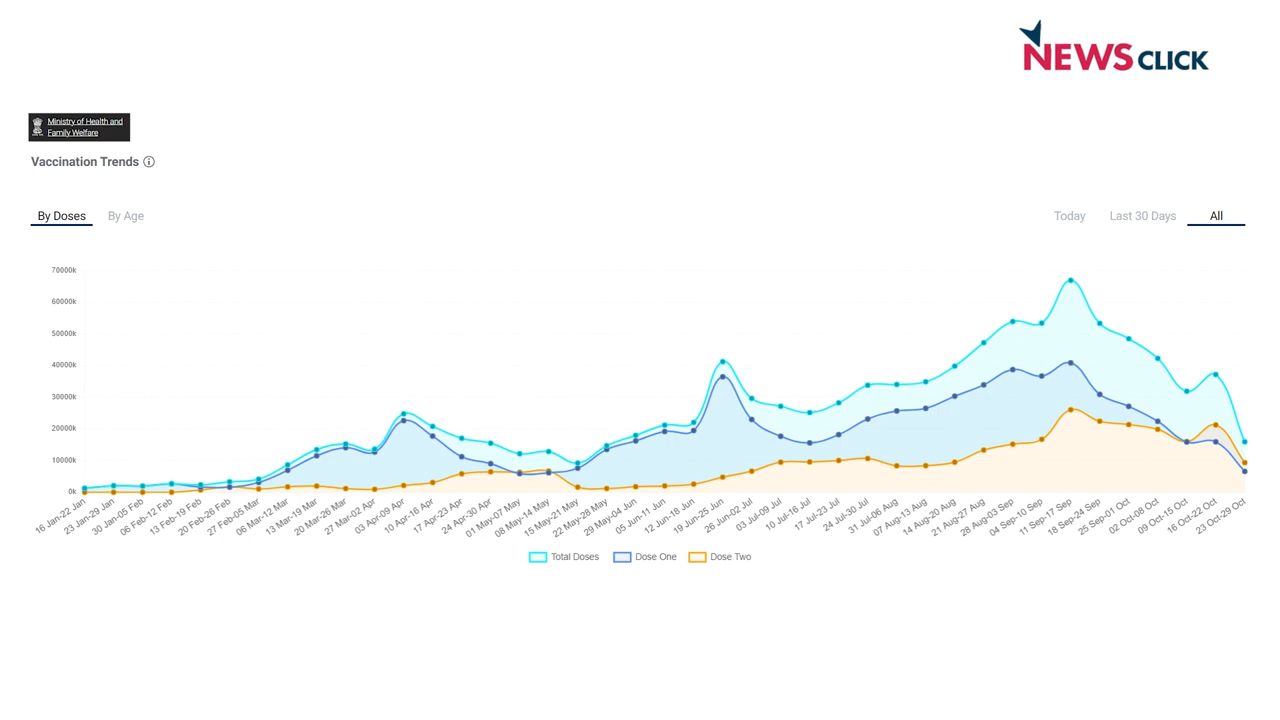 NEWSCLICK
Ministry of Health and
Family Welfare
Vaccination Trends
By Doses By Age Today Last 30 Days All
70000k
60000k
50000k
40000k
30000k
20000k
10000k
0k
16 Jan-22 Jan
23 Jan-29 Jan
30 Jan-05 Feb
06 Feb-12 Feb
13 Feb-19 Feb
20 Feb-26 Feb
27 Feb-05 Mar
06 Mar-12 Mar
13 Mar-19 Mar
20 Mar-26 Mar
27 Mar-02 Apr
03 Apr-09 Apr
10 Apr-16 Apr
17 Apr-23 Apr
24 Apr-30 Apr
01 May-07 May
08 May-14 May
15 May-21 May
22 May-28 May
29 May-04 Jun
05 Jun-11 Jun
12 Jun-18 Jun
19 Jun-25 Jun
26 Jun-02 Jul
03 Jul-09 Jul
10 Jul-16 Jul
17 Jul-23 Jul
24 Jul-30 Jul
31 Jul-06 Aug
07 Aug-13 Aug
14 Aug-20 Aug
21 Aug-27 Aug
28 Aug-03 Sep
04 Sep-10 Sep
11 Sep-17 Sep
18 Sep-24 Sep
25 Sep-01 Oct
02 Oct-08 Oct
09 Oct-15 Oct
16 Oct-22 Oct
23 Oct-29 Oct
Total Doses Dose One Dose Two